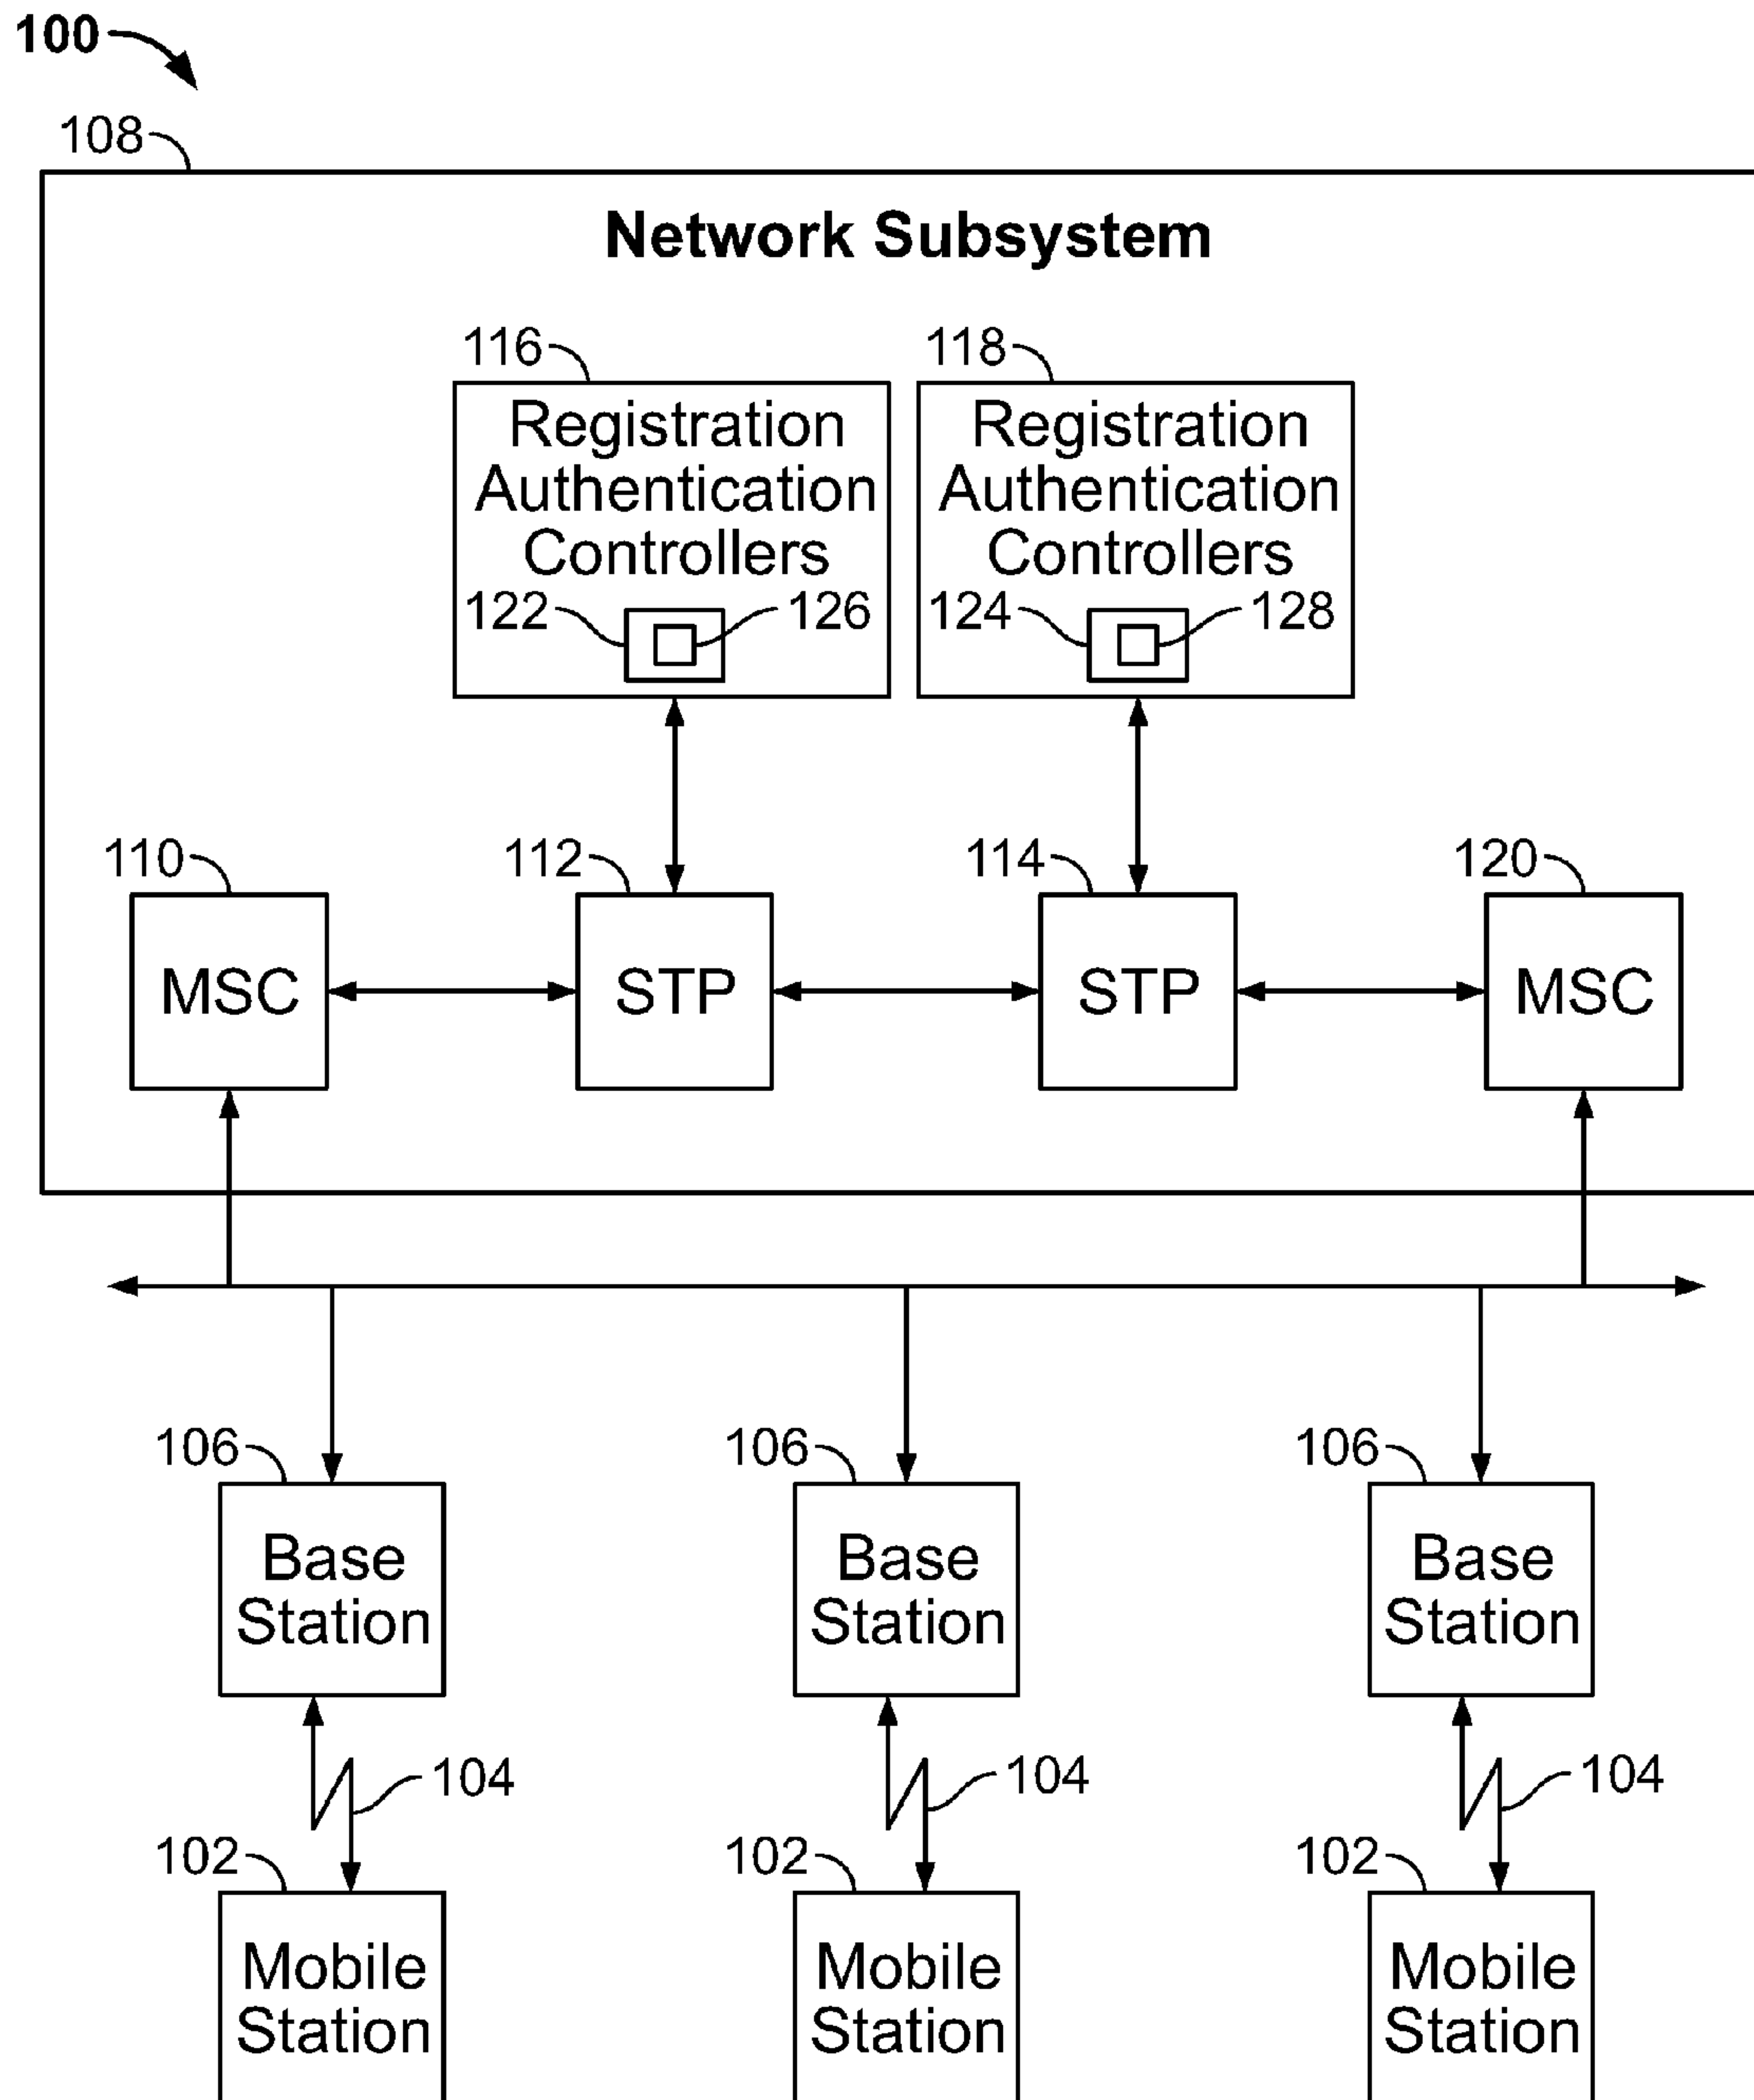 100
108
Network Subsystem
116
118
Registration
Authentication
Controllers
Registration
Authentication
Controllers
122
126
124
128
110
112
114
120
MSC
STP
STP
MSC
106
106
106
Base
Station
Base
Station
Base
Station
104
104
104
102
102
102
Mobile
Station
Mobile
Station
Mobile
Station